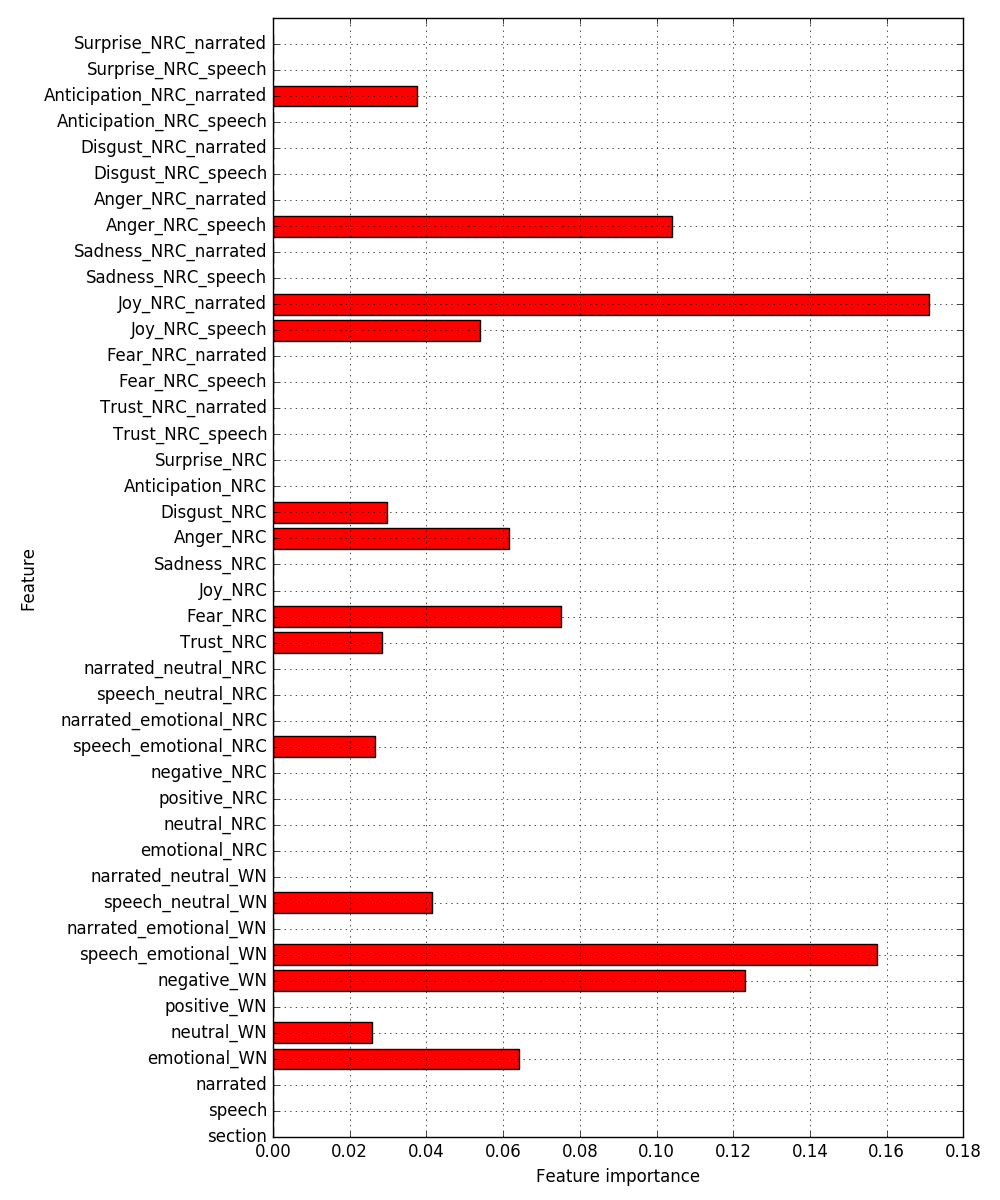 Surprise_NRC_narrated
Surprise_NRC_speech
Anticipation_NRC_narrated
Anticipation_NRC_speech
Disgust_NRC_narrated
Disgust_NRC_speech
Anger_NRC_narrated
Anger_NRC_speech
Sadness_NRC_narrated
Sadness_NRC_speech
Joy_NRC_narrated
Joy_NRC_speech
Fear_NRC_narrated
Fear_NRC_speech
Trust_NRC_narrated
Trust_NRC_speech
Surprise_NRC
Anticipation_NRC
Disgust_NRC
Anger_NRC
Sadness_NRC
Joy_NRC
Fear_NRC
Trust_NRC
narrated_neutral_NRC
speech_neutral_NRC
narrated_emotional_NRC
speech_emotional_NRC
negative_NRC
positive_NRC
neutral_NRC
emotional_NRC
narrated_neutral_WN
speech_neutral_WN
narrated_emotional_WN
speech_emotional_WN
negative_WN
positive_WN
neutral_WN
emotional_WN
narrated
speech
section
Feature
0.00 0.02 0.04 0.06 0.08 0.10 0.12 0.14 0.16 0.18
Feature importance